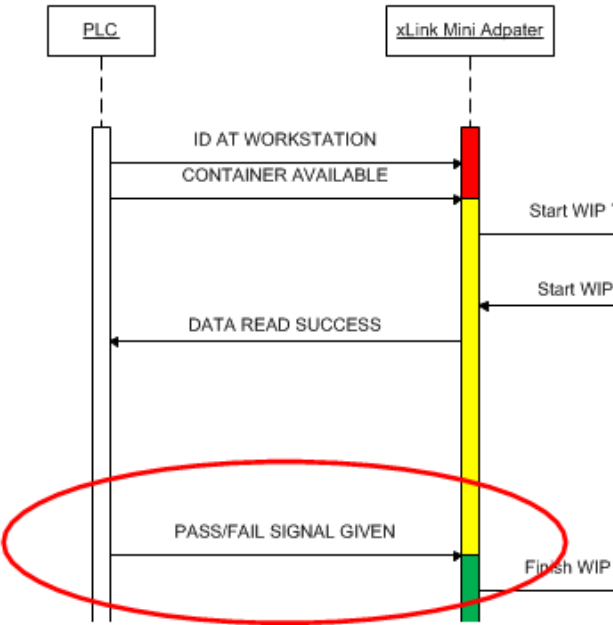 PLC
xLink Mini Adpater
ID AT WORKSTATION
CONTAINER AVAILABLE
Start WIP
Start WIP
DATA READ SUCCESS
PASS/FAIL SIGNAL GIVEN
Finish WIP